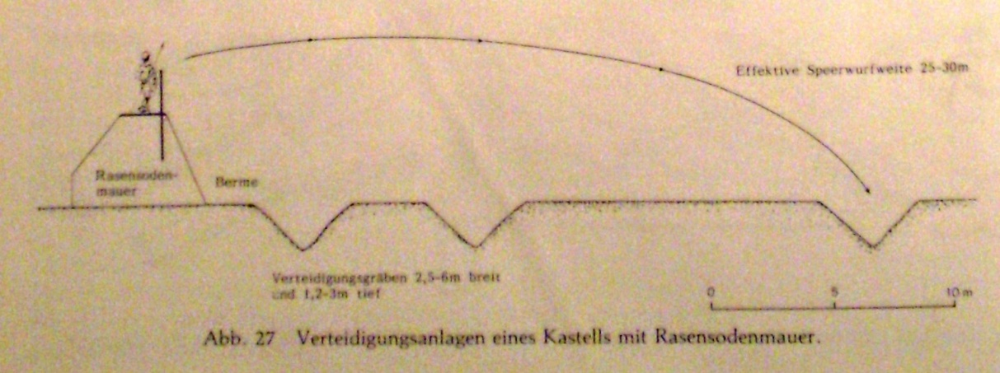 Effektive Speerwurfweite 25-30m
Rasensoden-
mauer
Berme
Verteidigungsgräben 2,5-6m breit
und 1,2-3m tief
0 5 10 m
Abb. 27 Verteidigungsanlagen eines Kastells mit Rasensodenmauer.